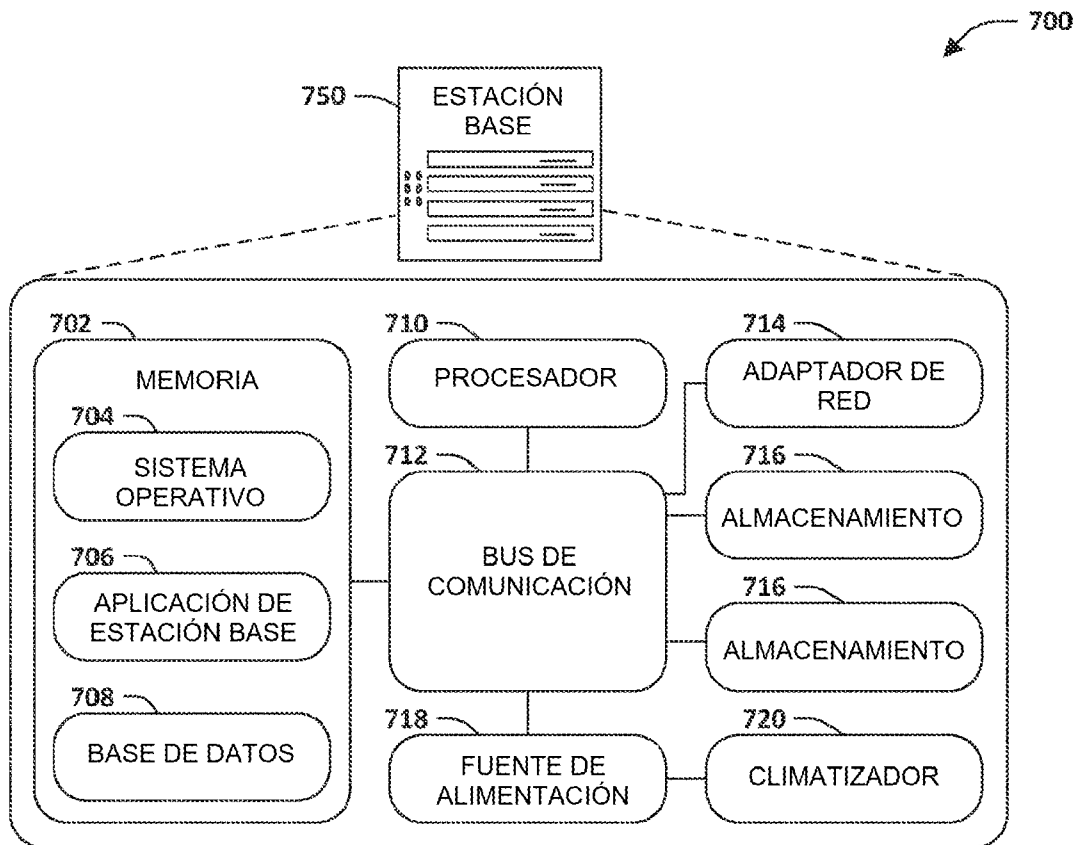 700
750
ESTACIÓN
BASE
702
710
714
MEMORIA
PROCESADOR
ADAPTADOR DE
RED
704
SISTEMA
OPERATIVO
712
716
BUS DE
COMUNICACIÓN
ALMACENAMIENTO
706
APLICACIÓN DE
ESTACIÓN BASE
716
ALMACENAMIENTO
708
BASE DE DATOS
718
FUENTE DE
ALIMENTACIÓN
720
CLIMATIZADOR